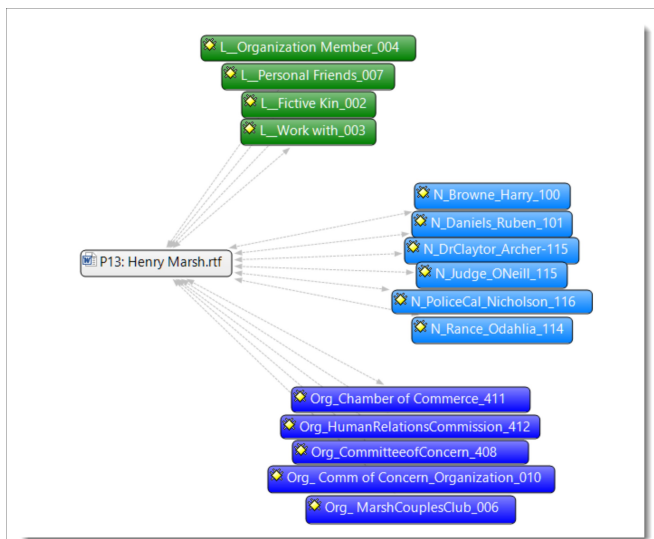 L__Organization Member_004
L__Personal Friends_007
L__Fictive Kin_002
L__Work with_003
N_Browne_Harry_100
N_Daniels_Ruben_101
N_DrClaytor_Archer-115
P13: Henry Marsh.rtf
N_Judge_ONeill_115
N_PoliceCal_Nicholson_116
N_Rance_Odahlia_114
Org_Chamber of Commerce_411
Org_HumanRelationsCommission_412
Org_CommitteeofConcern_408
Org_ Comm of Concern_Organization_010
Org_ MarshCouplesClub_006